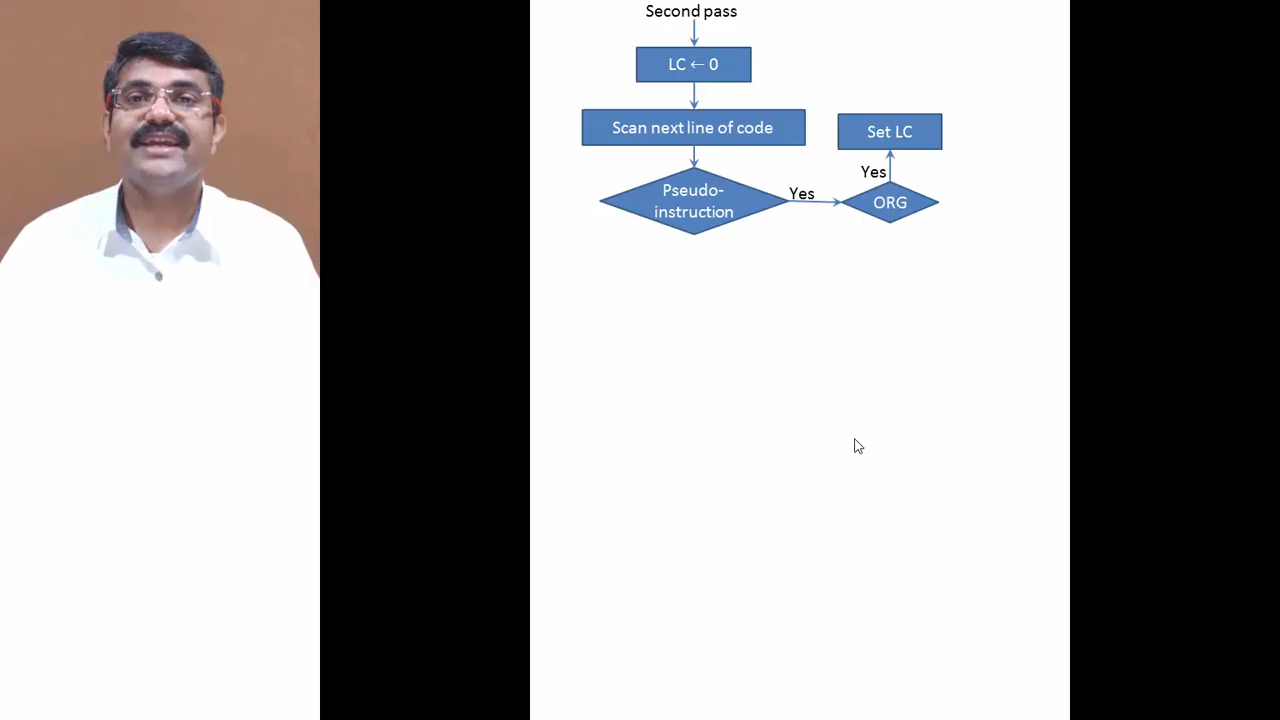 Second pass
LC ← 0
Scan next line of code
Set LC
Yes
Pseudo-
instruction
Yes
ORG